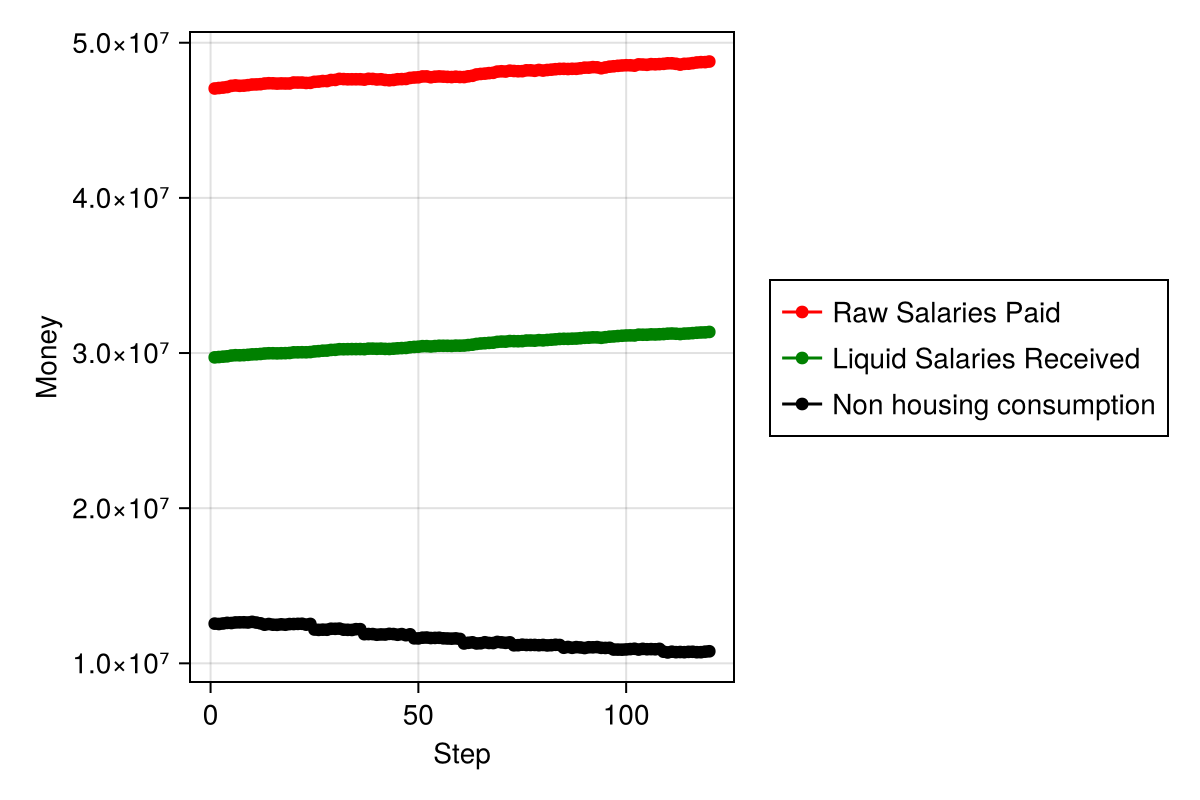 5.0×10⁷
4.0×10⁷
3.0×10⁷
2.0×10⁷
1.0×10⁷
Money
0 50 100
Step
Raw Salaries Paid
Liquid Salaries Received
Non housing consumption